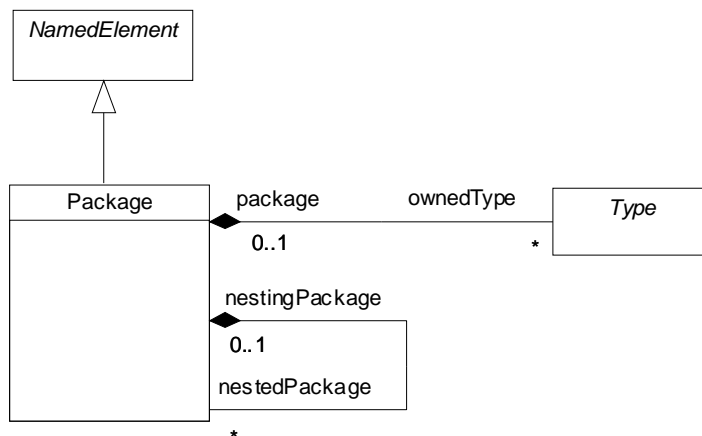 NamedElement
Package
package
ownedType
Type
0..1
*
nestingPackage
0..1
nestedPackage
*